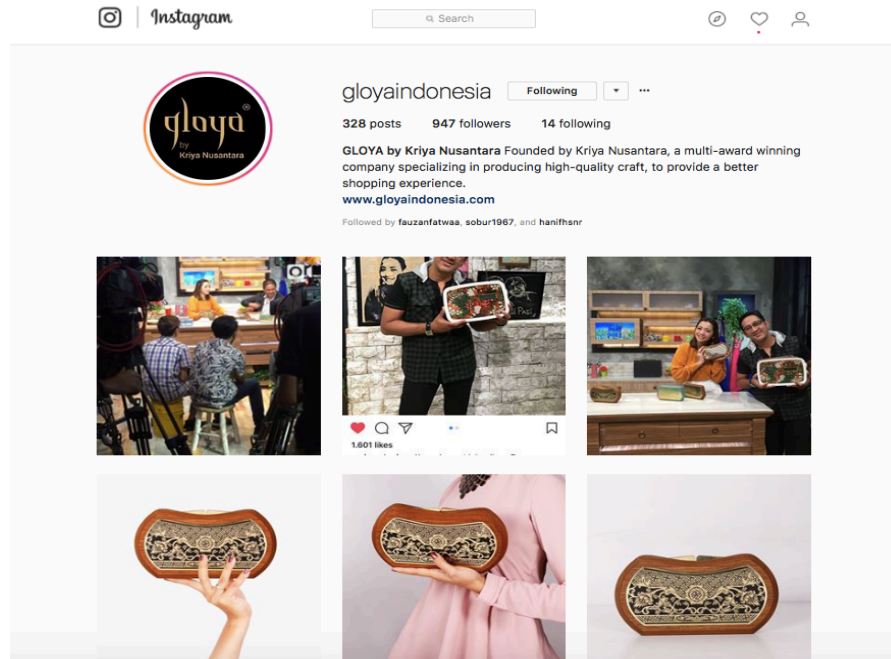 Instagram
Search
gloyaindonesia Following
328 posts 947 followers 14 following
GLOYA by Kriya Nusantara Founded by Kriya Nusantara, a multi-award winning
company specializing in producing high-quality craft, to provide a better
shopping experience.
www.gloyaindonesia.com
Followed by fauzanfatwaa, sobur1967, and hanifhsnr
gloya®
by
Kriya Nusantara
1.601 likes